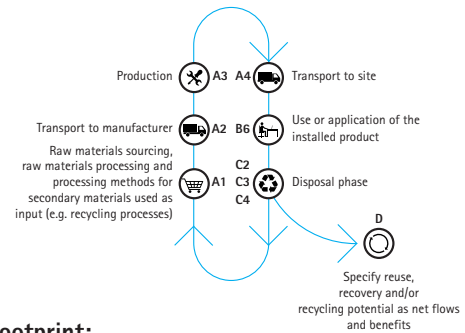 Production
A3
A4
Transport to site
Transport to manufacturer
A2
B6
Use or application of the
installed product
Raw materials sourcing,
raw materials processing and
processing methods for
secondary materials used as
input (e.g. recycling processes)
A1
C2
C3
C4
Disposal phase
D
Specify reuse,
recovery and/or
recycling potential as net flows
and benefits